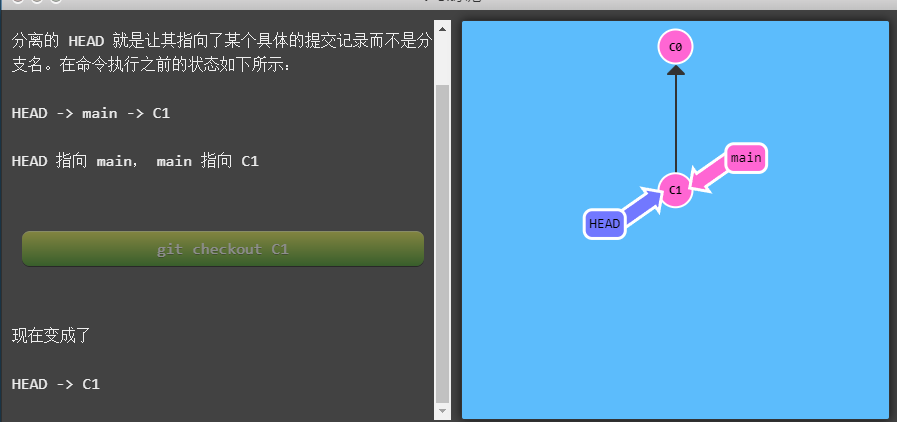 分离的 HEAD 就是让其指向了某个具体的提交记录而不是分
支名。在命令执行之前的状态如下所示：
HEAD -> main -> C1
HEAD 指向 main， main 指向 C1
git checkout C1
现在变成了
HEAD -> C1
C0
main
C1
HEAD